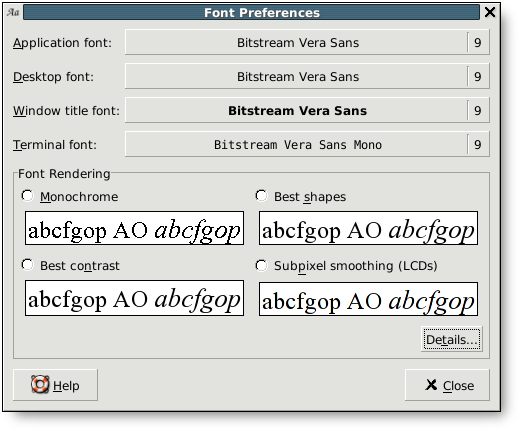 Aa Font Preferences
Application font: Bitstream Vera Sans 9
Desktop font: Bitstream Vera Sans 9
Window title font: Bitstream Vera Sans 9
Terminal font: Bitstream Vera Sans Mono 9
Font Rendering
Monochrome Best shapes
abcfgop AO abcfgop abcfgop AO abcfgop
Best contrast Subpixel smoothing (LCDs)
abcfgop AO abcfgop abcfgop AO abcfgop
Details...
Help Close